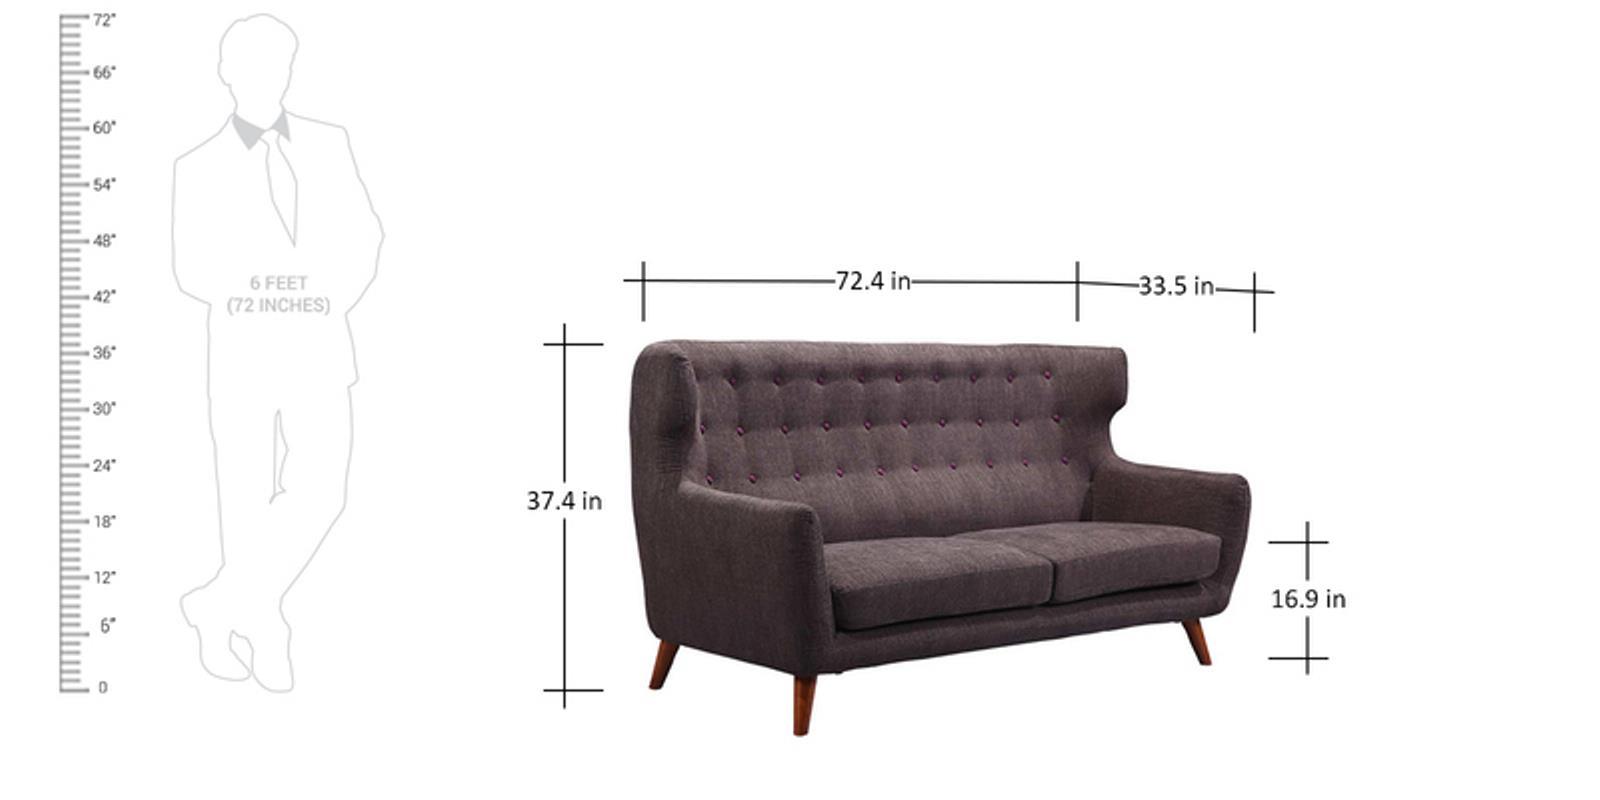 72"
66"
60"
54"
48"
42"
36"
30"
24"
18"
12"
6"
0
6 FEET
(72 INCHES)
72.4 in
33.5 in
37.4 in
16.9 in